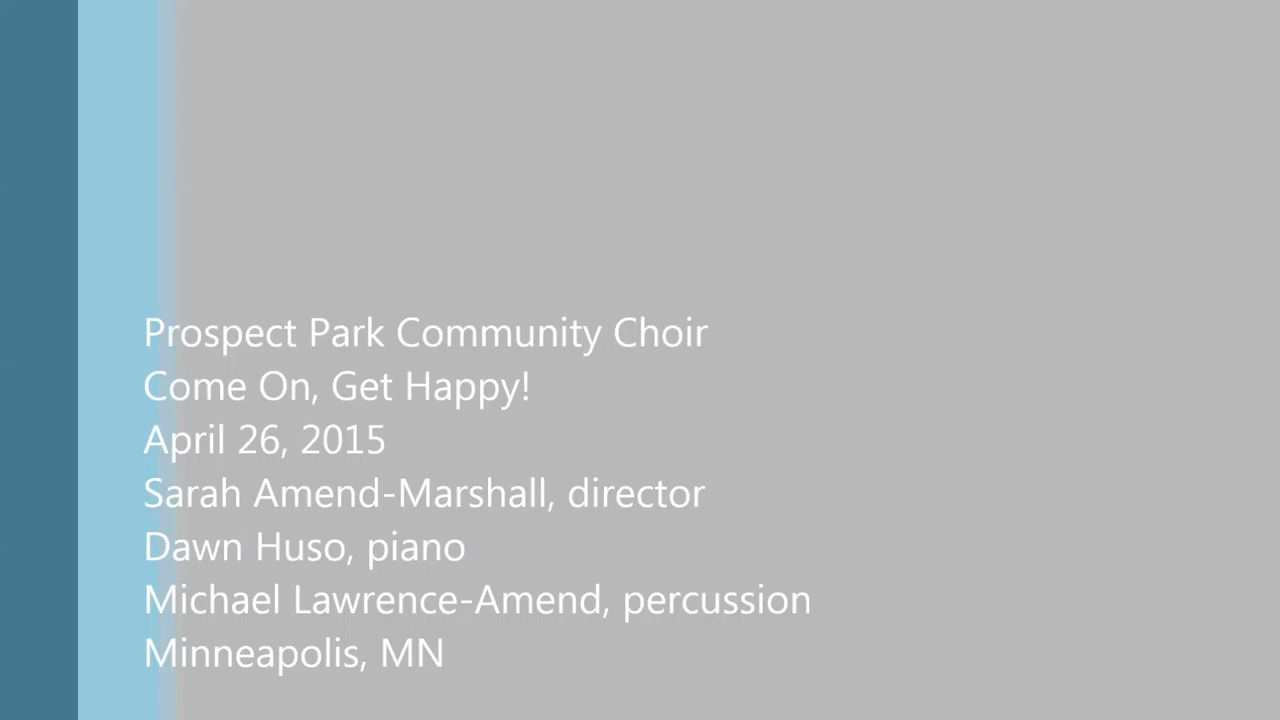 Prospect Park Community Choir
Come On, Get Happy!
April 26, 2015
Sarah Amend-Marshall, director
Dawn Huso, piano
Michael Lawrence-Amend, percussion
Minneapolis, MN